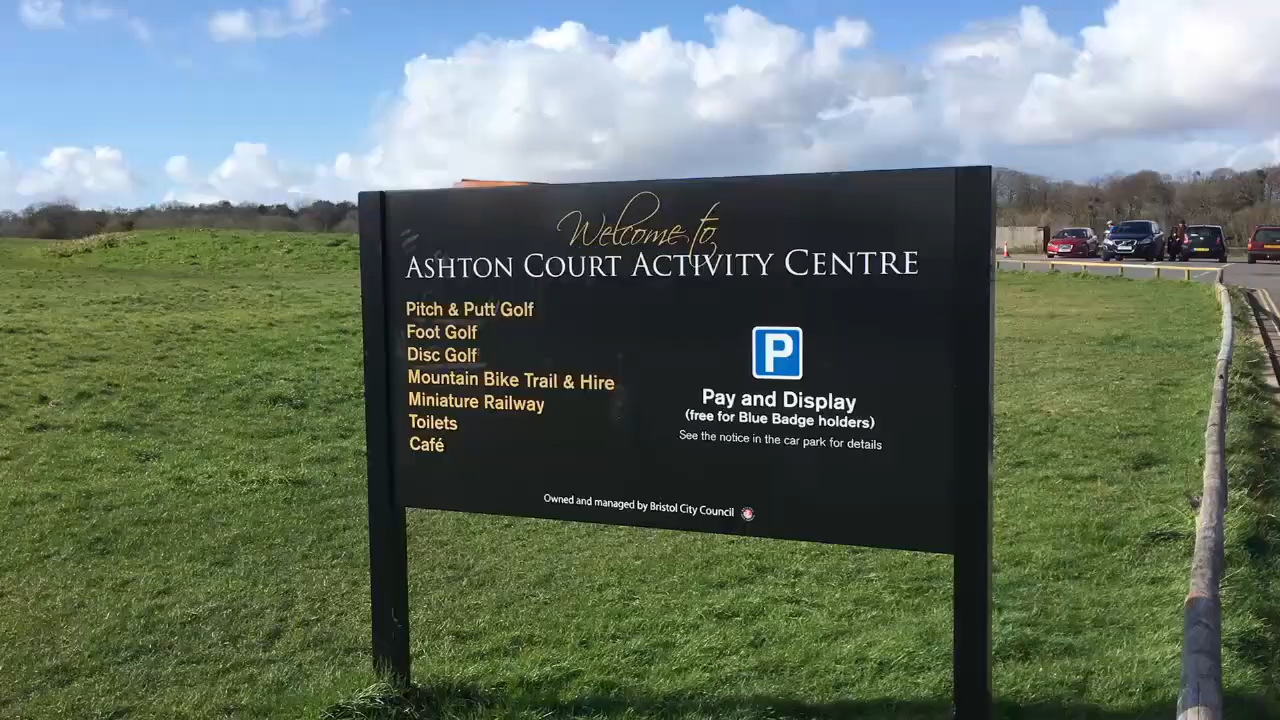 Welcome to
ASHTON COURT ACTIVITY CENTRE
Pitch & Putt Golf
Foot Golf
Disc Golf
Mountain Bike Trail & Hire
Miniature Railway
Toilets
Café
P
Pay and Display
(free for Blue Badge holders)
See the notice in the car park for details
Owned and managed by Bristol City Council